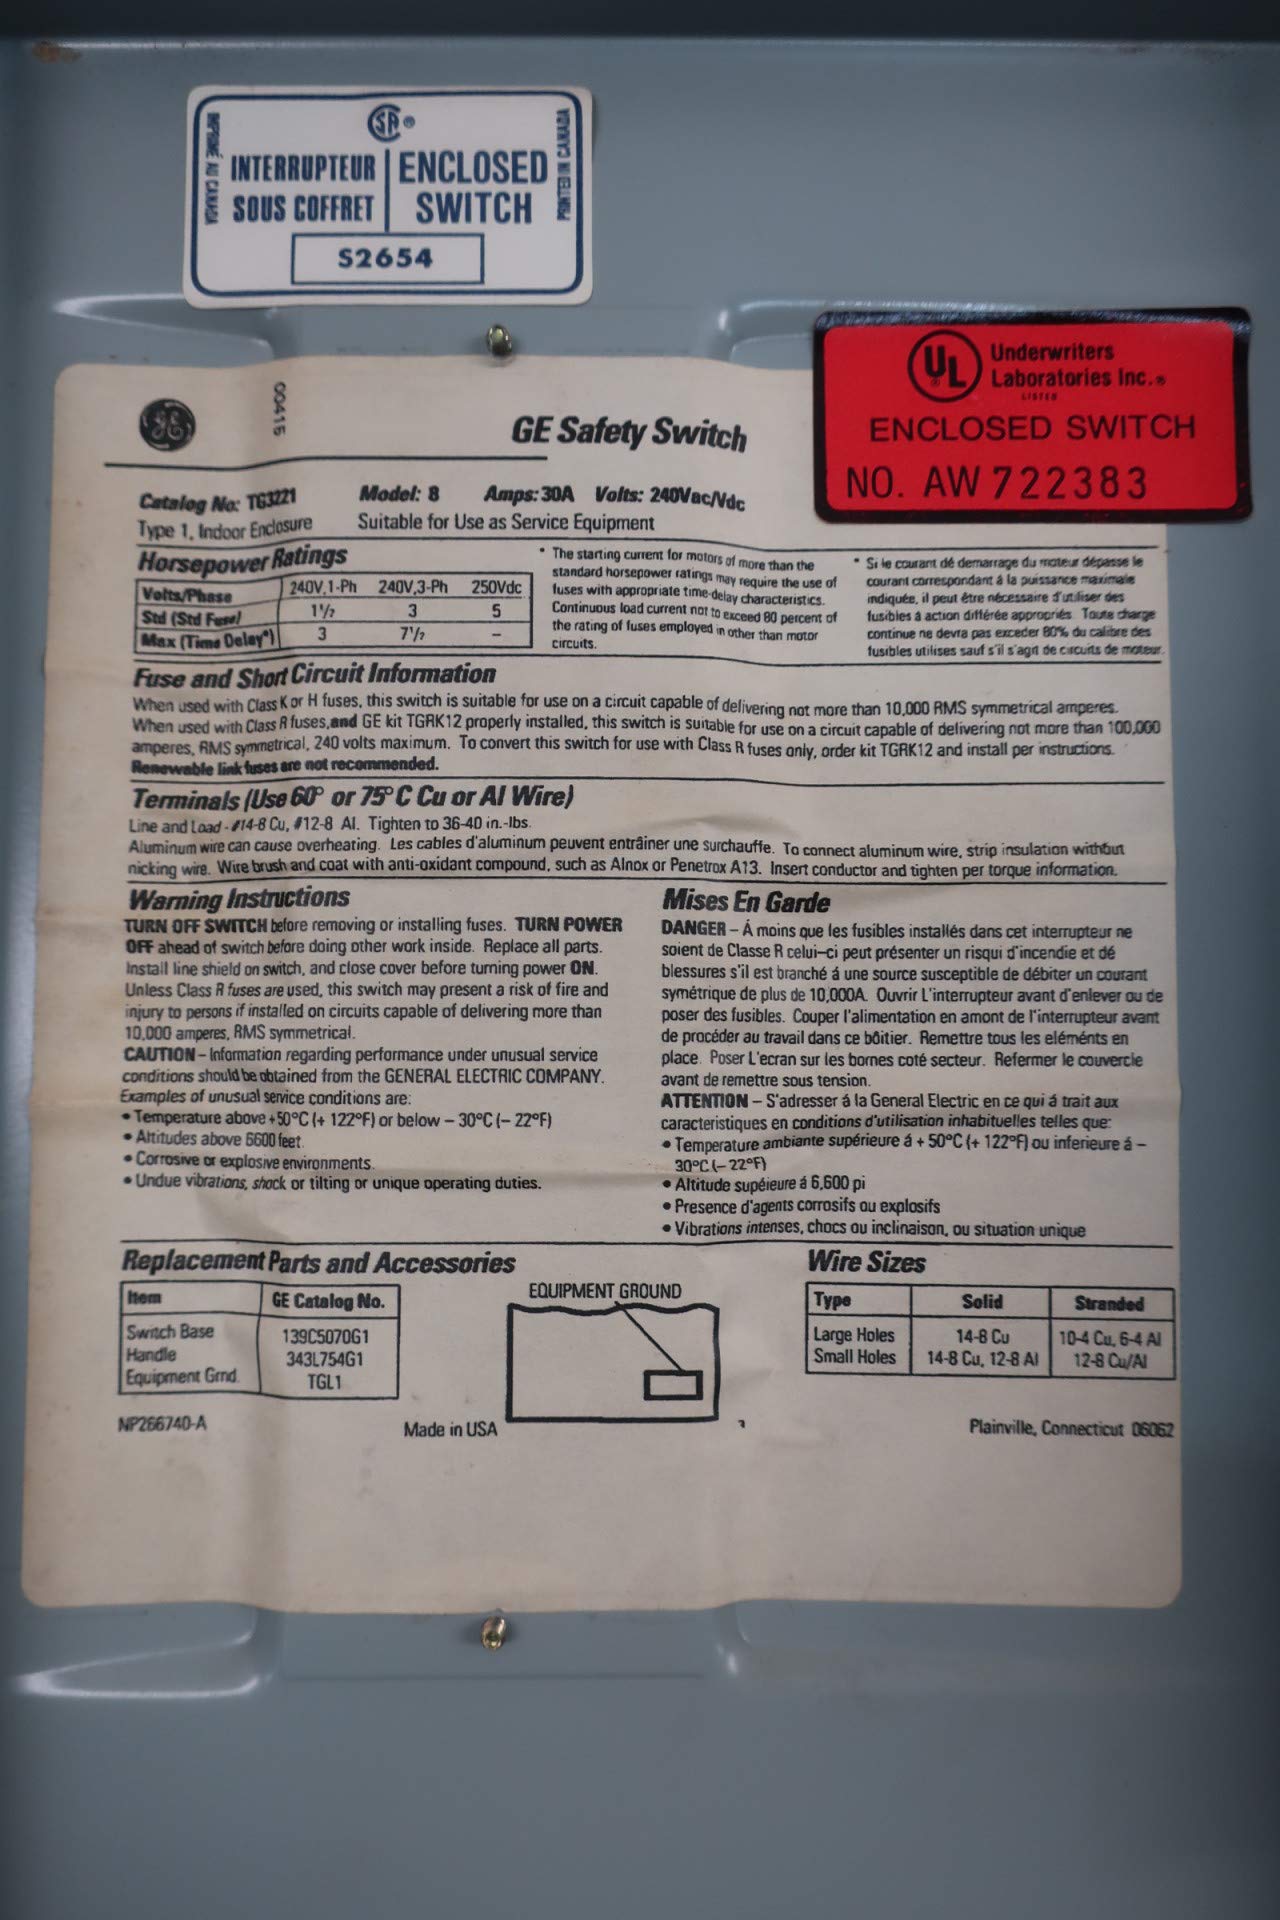 IMPRIMÉ AU CANADA
SA ®
INTERRUPTEUR SOUS COFFRET
ENCLOSED SWITCH
S2654
PRINTED IN CANADA
UL ® Underwriters
Laboratories Inc.®
LISTED
ENCLOSED SWITCH
NO. AW 722383
GE
00415
GE Safety Switch
Catalog No: TG3221 Model: 8 Amps: 30A Volts: 240Vac/Vdc
Type 1, Indoor Enclosure Suitable for Use as Service Equipment
Horsepower Ratings
Volts/Phase 240V,1-Ph 240V,3-Ph 250Vdc
Std (Std Fuse) 1½ 3 5
Max (Time Delay*) 3 7½ –
* The starting current for motors of more than the
standard horsepower ratings may require the use of
fuses with appropriate time-delay characteristics.
Continuous load current not to exceed 80 percent of
the rating of fuses employed in other than motor
circuits.
* Si le courant dé demarrage du moteur dépasse le
courant correspondant á la puissance maximale
indiquée, il peut être nécessaire d'utiliser des
fusibles á action différée appropriés. Toute charge
continue ne devra pas exceder 80% du calibre des
fusibles utilises sauf s'il s'agit de circuits de moteur.
Fuse and Short Circuit Information
When used with Class K or H fuses, this switch is suitable for use on a circuit capable of delivering not more than 10,000 RMS symmetrical amperes.
When used with Class R fuses, and GE kit TGRK12 properly installed, this switch is suitable for use on a circuit capable of delivering not more than 100,000
amperes, RMS symmetrical, 240 volts maximum. To convert this switch for use with Class R fuses only, order kit TGRK12 and install per instructions.
Renewable link fuses are not recommended.
Terminals (Use 60° or 75°C Cu or Al Wire)
Line and Load - #14-8 Cu, #12-8 Al. Tighten to 36-40 in.-lbs.
Aluminum wire can cause overheating. Les cables d'aluminum peuvent entrâiner une surchauffe. To connect aluminum wire, strip insulation without
nicking wire. Wire brush and coat with anti-oxidant compound, such as Alnox or Penetrox A13. Insert conductor and tighten per torque information.
Warning Instructions
TURN OFF SWITCH before removing or installing fuses. TURN POWER
OFF ahead of switch before doing other work inside. Replace all parts.
Install line shield on switch, and close cover before turning power ON.
Unless Class R fuses are used, this switch may present a risk of fire and
injury to persons if installed on circuits capable of delivering more than
10,000 amperes, RMS symmetrical.
CAUTION – Information regarding performance under unusual service
conditions should be obtained from the GENERAL ELECTRIC COMPANY.
Examples of unusual service conditions are:
• Temperature above +50°C (+ 122°F) or below – 30°C (– 22°F)
• Altitudes above 6600 feet.
• Corrosive or explosive environments.
• Undue vibrations, shock or tilting or unique operating duties.
Mises En Garde
DANGER – Á moins que les fusibles installés dans cet interrupteur ne
soient de Classe R celui–ci peut présenter un risqui d'incendie et dé
blessures s'il est branché á une source susceptible de débiter un courant
symétrique de plus de 10,000A. Ouvrir L'interrupteur avant d'enlever ou de
poser des fusibles. Couper l'alimentation en amont de l'interrupteur avant
de procéder au travail dans ce bôitier. Remettre tous les eléménts en
place. Poser L'ecran sur les bornes coté secteur. Refermer le couvercle
avant de remettre sous tension.
ATTENTION – S'adresser á la General Electric en ce qui á trait aux
caracteristiques en conditions d'utilisation inhabituelles telles que:
• Temperature ambiante supérieure á + 50°C (+ 122°F) ou inferieure á –
30°C (– 22°F)
• Altitude supéieure á 6,600 pi
• Presence d'agents corrosifs ou explosifs
• Vibrations intenses, chocs ou inclinaison, ou situation unique
Replacement Parts and Accessories
Item GE Catalog No.
Switch Base 139C5070G1
Handle 343L754G1
Equipment Grnd. TGL1
EQUIPMENT GROUND
Wire Sizes
Type Solid Stranded
Large Holes 14-8 Cu 10-4 Cu, 6-4 Al
Small Holes 14-8 Cu, 12-8 Al 12-8 Cu/Al
NP266740-A Made in USA Plainville, Connecticut 06062